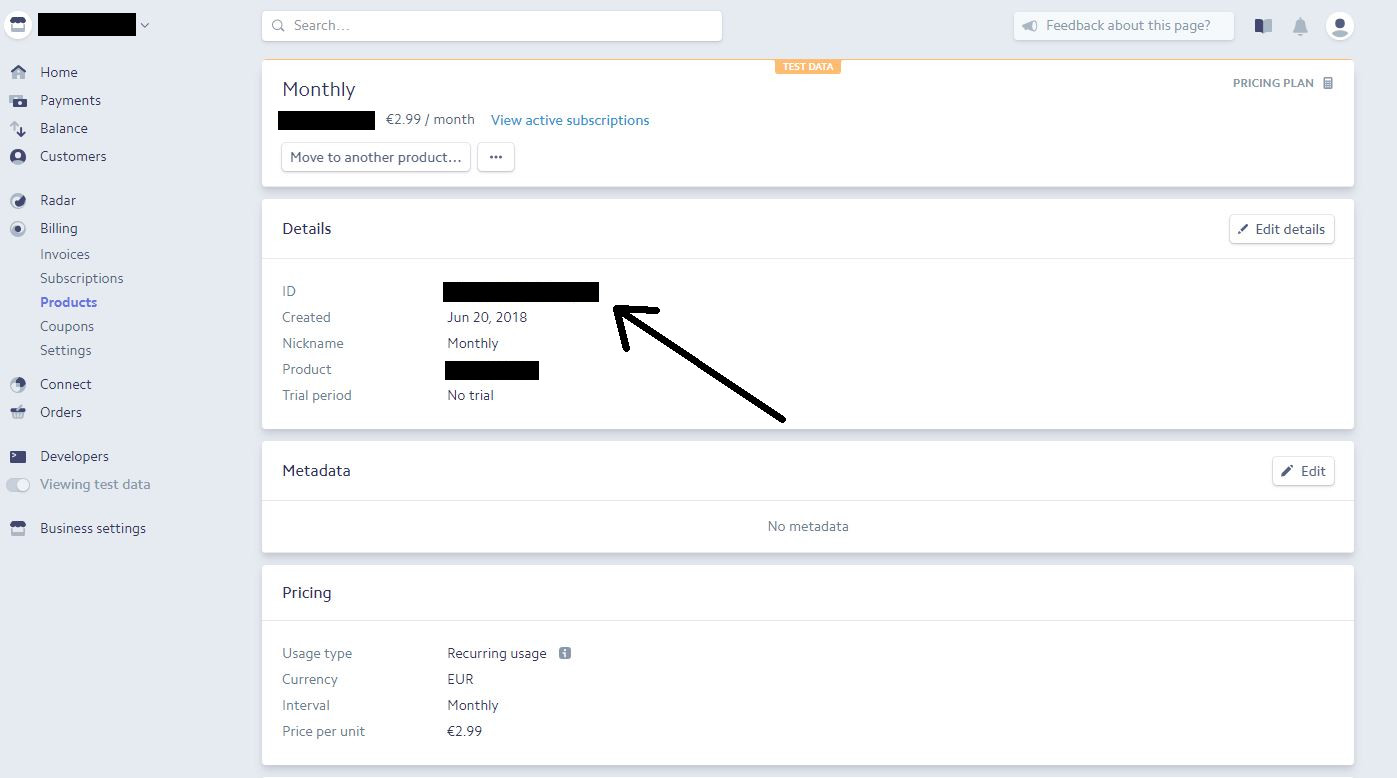 Search...
Feedback about this page?
Home
Payments
Balance
Customers
Radar
Billing
Invoices
Subscriptions
Products
Coupons
Settings
Connect
Orders
Developers
Viewing test data
Business settings
TEST DATA
Monthly
PRICING PLAN
€2.99 / month View active subscriptions
Move to another product...
Details
Edit details
ID
Created Jun 20, 2018
Nickname Monthly
Product
Trial period No trial
Metadata
Edit
No metadata
Pricing
Usage type Recurring usage
Currency EUR
Interval Monthly
Price per unit €2.99